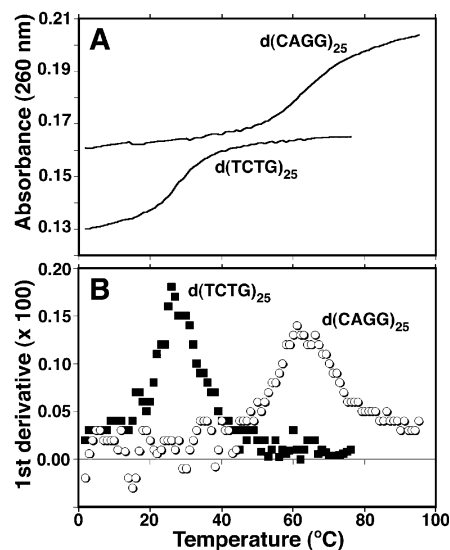 A
d(CAGG)25
d(TCTG)25
Absorbance (260 nm)
0.21
0.19
0.17
0.15
0.13
B
d(TCTG)25
d(CAGG)25
1st derivative (x 100)
0.20
0.15
0.10
0.05
0.00
0 20 40 60 80 100
Temperature (ºC)